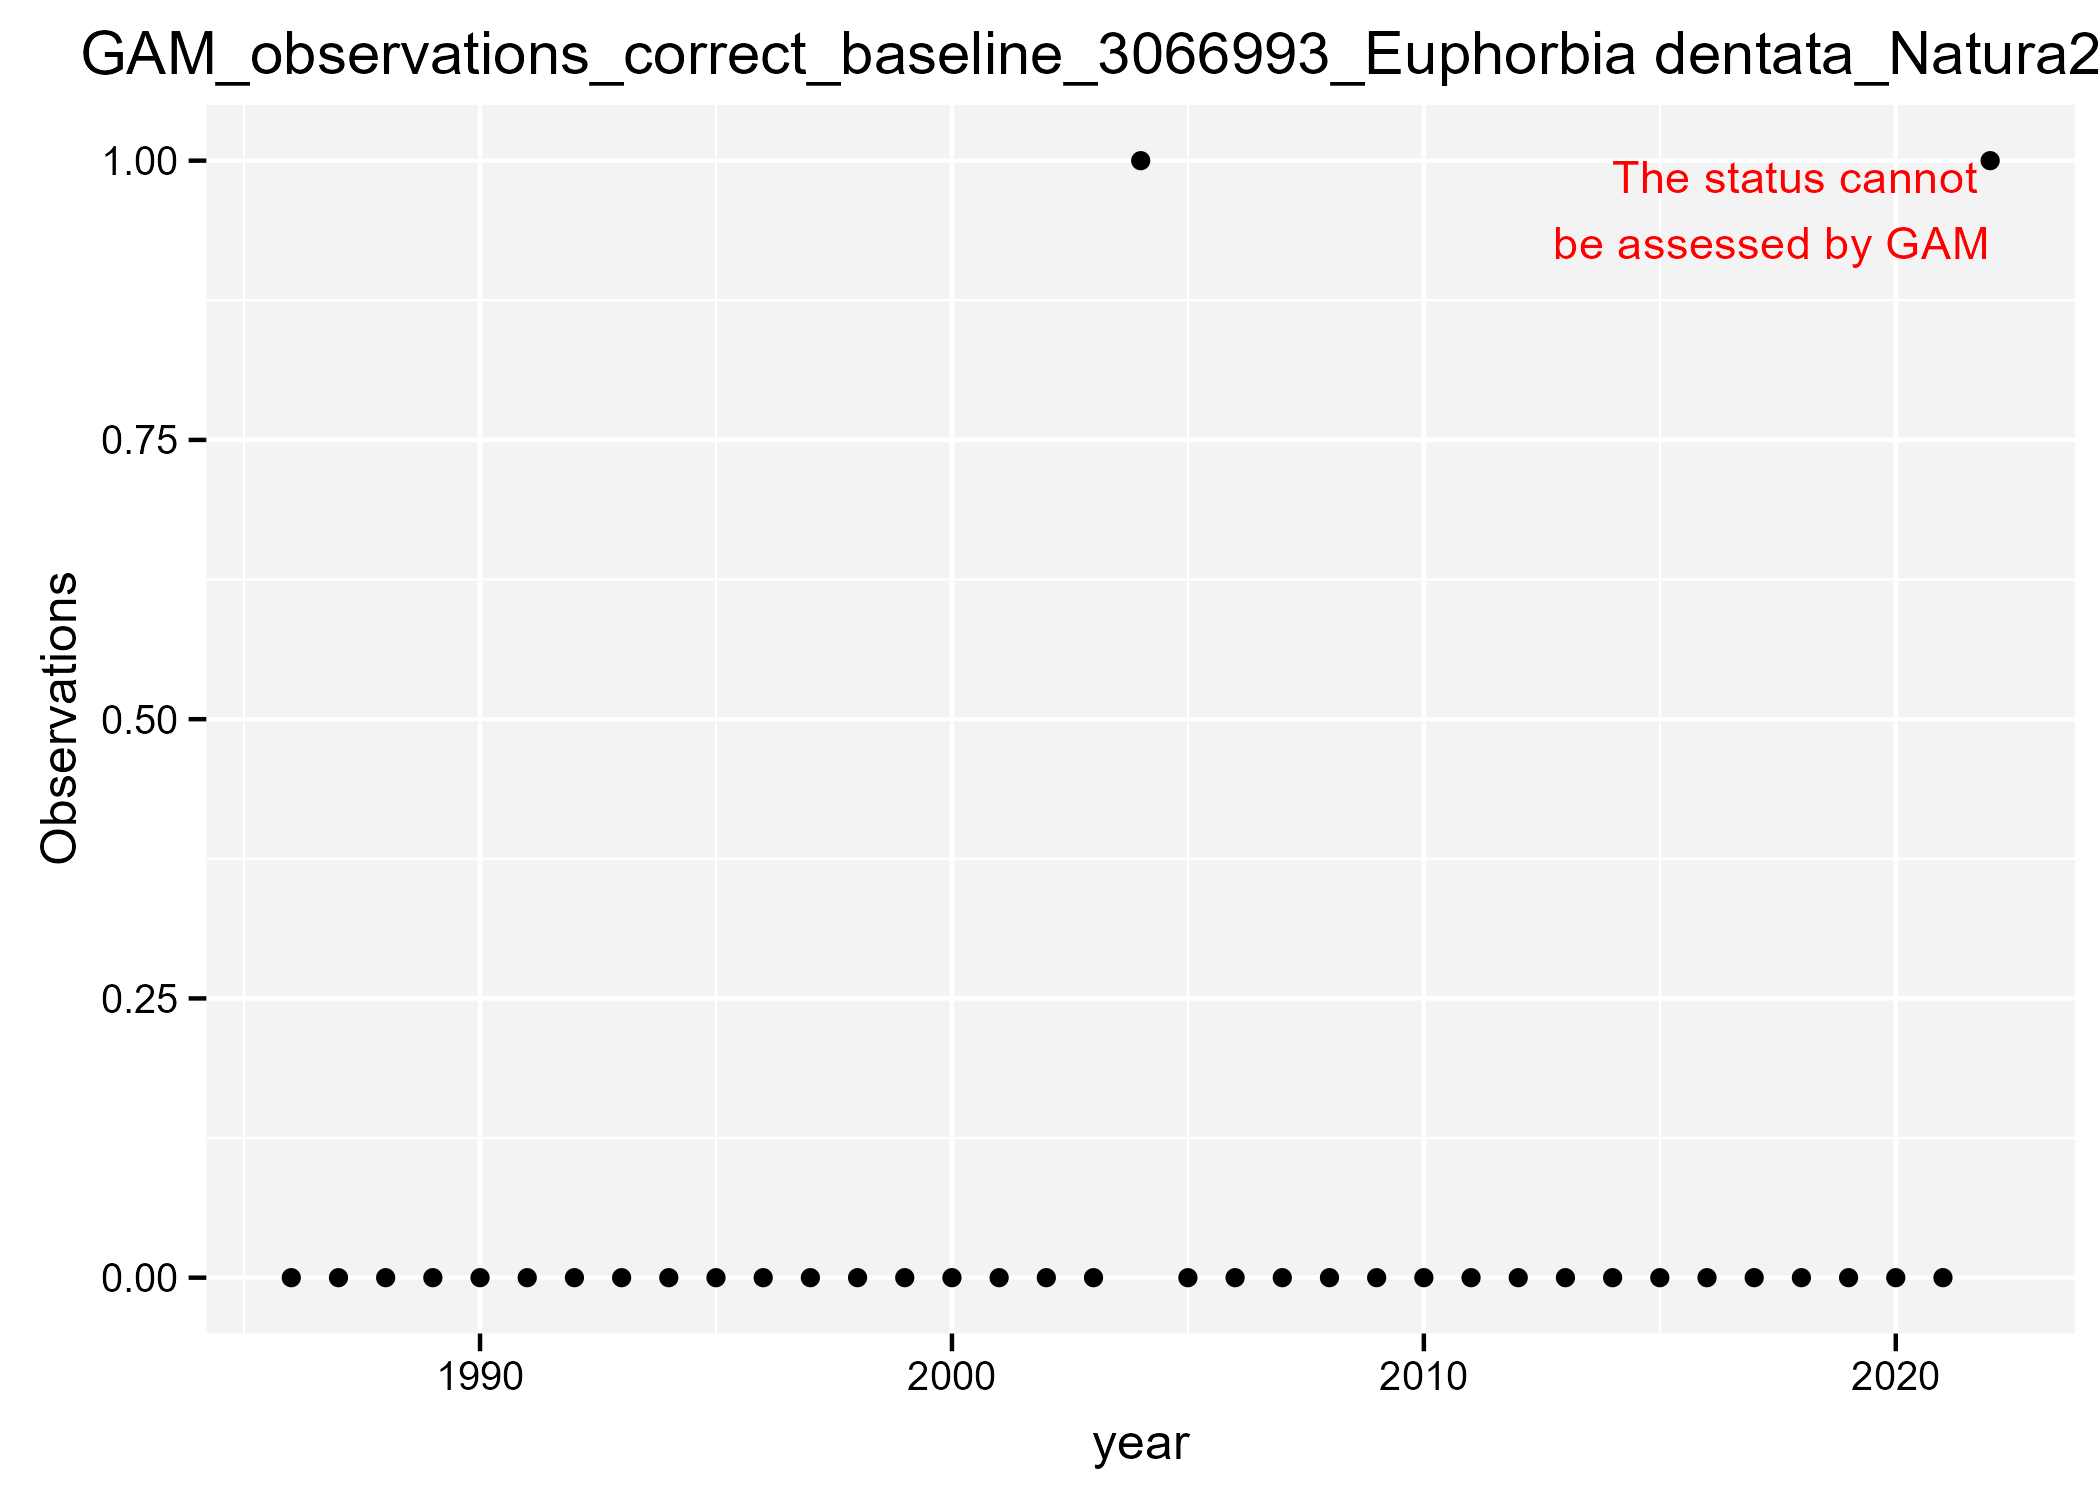 GAM_observations_correct_baseline_3066993_Euphorbia dentata_Natura2
1.00
The status cannot
be assessed by GAM
0.75
0.50
0.25
0.00
Observations
1990 2000 2010 2020
year